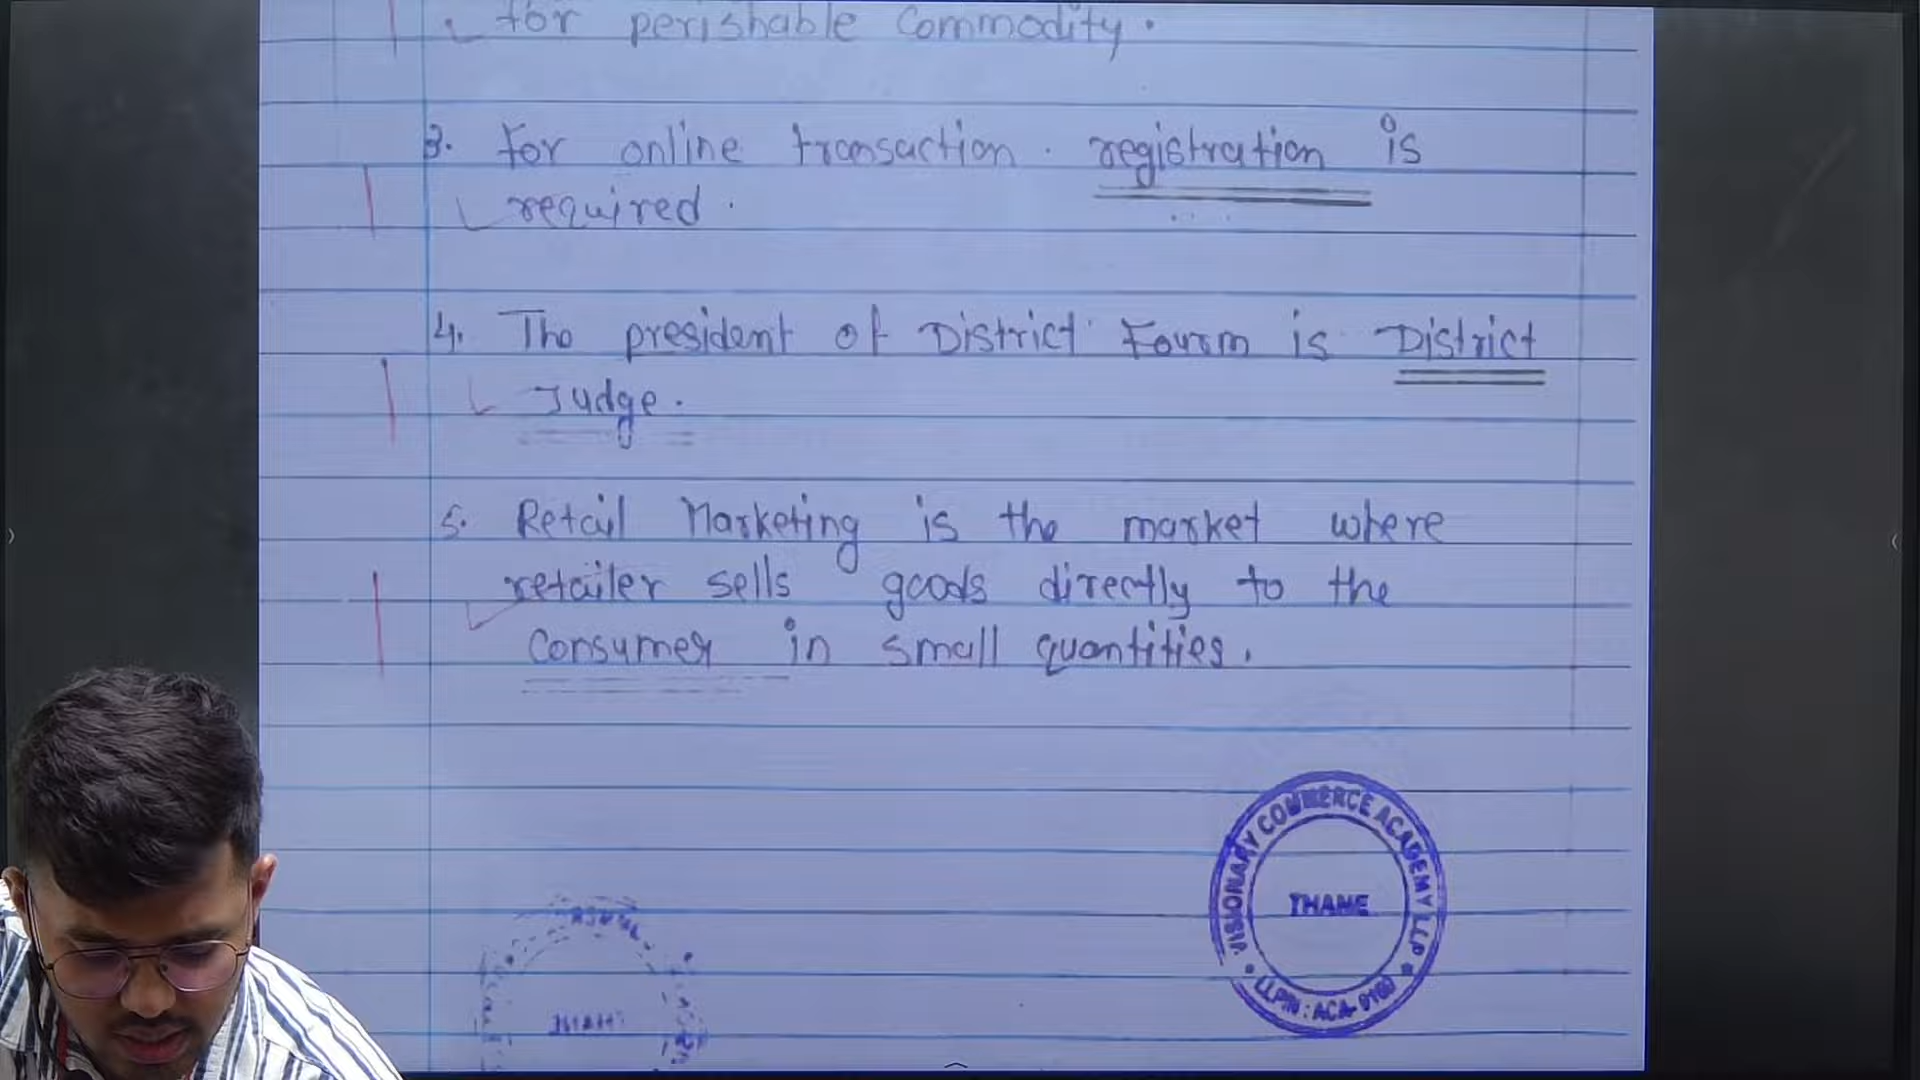 for perishable Commodity.
3. For online transaction registration is
required.
4. The president of District Fourm is District
Judge.
5. Retail Marketing is the market where
retailer sells goods directly to the
Consumer in small quantities.
VISIONARY COMMERCE ACADEMY LLP
THANE
LLPIN: ACA-